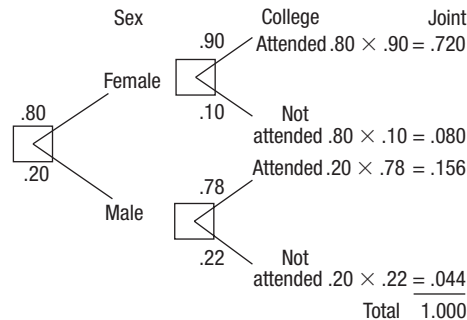 Sex College Joint
.90 Attended .80 × .90 = .720
Female
.10 Not
.80 attended .80 × .10 = .080
.20 Attended .20 × .78 = .156
.78
Male
.22 Not
attended .20 × .22 = .044
Total 1.000